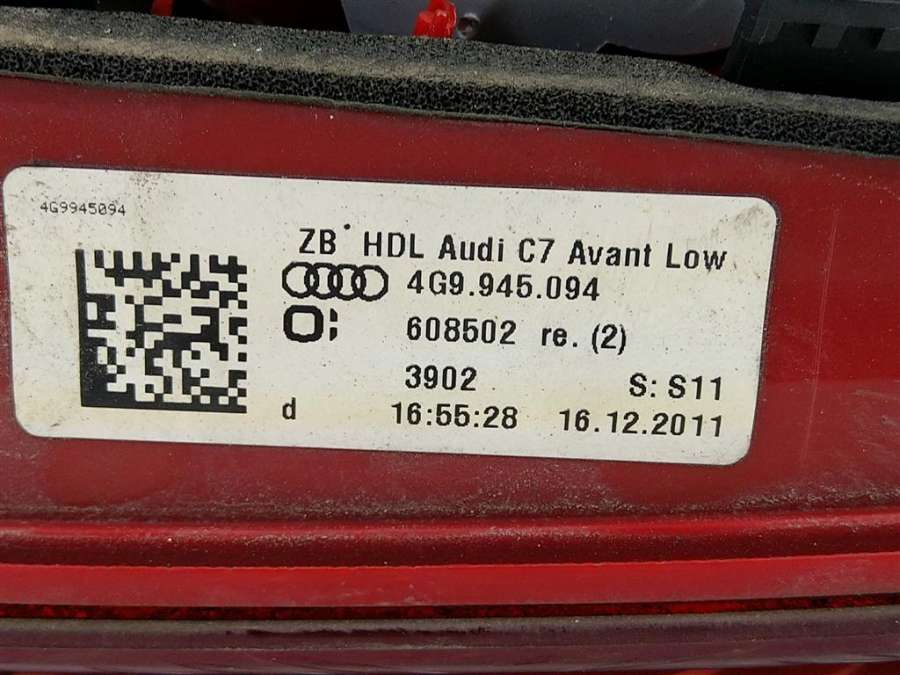 4G9945094
ZB HDL Audi C7 Avant Low
4G9.945.094
608502 re. (2)
3902 S: S11
d 16:55:28 16.12.2011